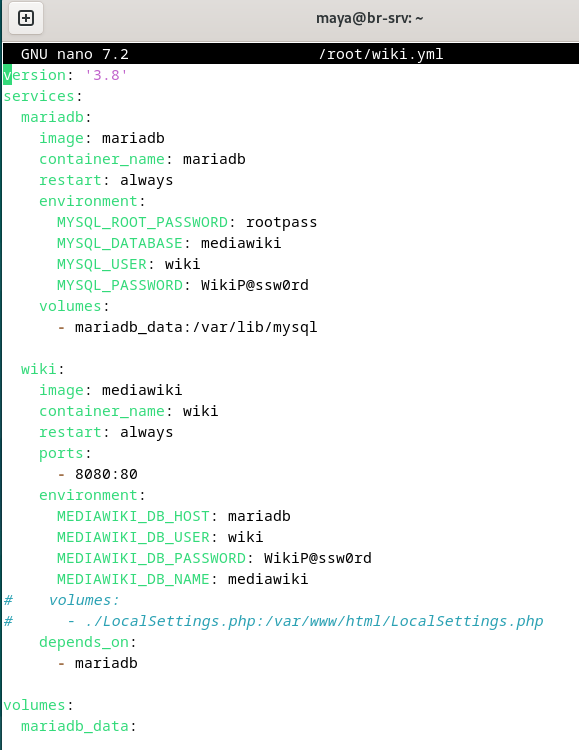 maya@br-srv: ~
GNU nano 7.2 /root/wiki.yml
version: '3.8'
services:
  mariadb:
    image: mariadb
    container_name: mariadb
    restart: always
    environment:
      MYSQL_ROOT_PASSWORD: rootpass
      MYSQL_DATABASE: mediawiki
      MYSQL_USER: wiki
      MYSQL_PASSWORD: WikiP@ssw0rd
    volumes:
      - mariadb_data:/var/lib/mysql

  wiki:
    image: mediawiki
    container_name: wiki
    restart: always
    ports:
      - 8080:80
    environment:
      MEDIAWIKI_DB_HOST: mariadb
      MEDIAWIKI_DB_USER: wiki
      MEDIAWIKI_DB_PASSWORD: WikiP@ssw0rd
      MEDIAWIKI_DB_NAME: mediawiki
#    volumes:
#      - ./LocalSettings.php:/var/www/html/LocalSettings.php
    depends_on:
      - mariadb

volumes:
  mariadb_data: